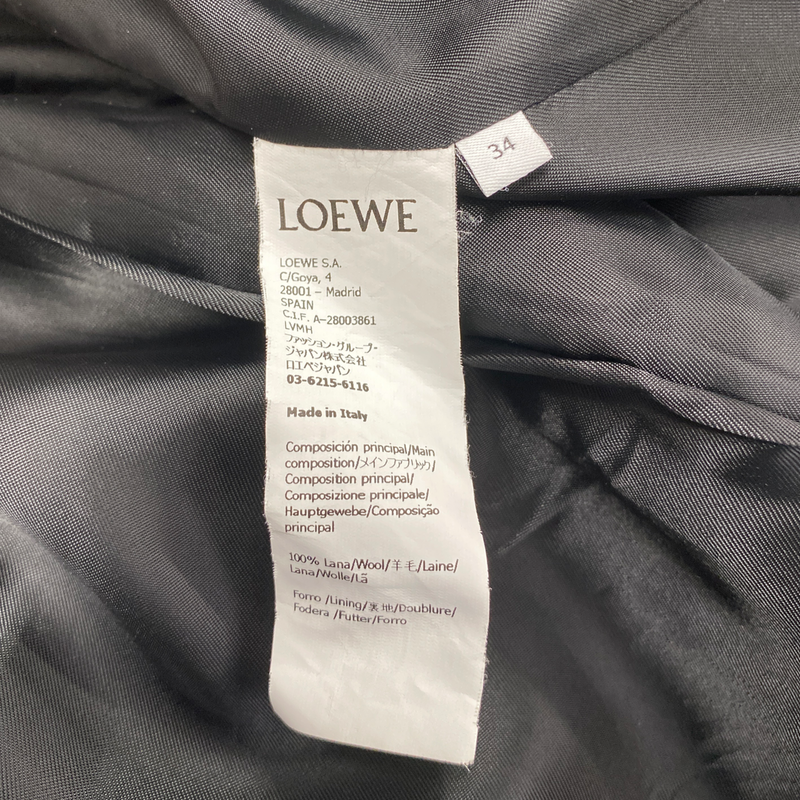 34
LOEWE
LOEWE S.A.
C/Goya, 4
28001 - Madrid
SPAIN
C.I.F. A-28003861
LVMH
ファッション・グループ・
ジャパン株式会社
ロエベジャパン
03-6215-6116
Made in Italy
Composición principal/Main
composition/メインファブリック/
Composition principal/
Composizione principale/
Hauptgewebe/Composição
principal
100% Lana/Wool/羊毛/Laine/
Lana/Wolle/Lã
Forro /Lining/裏地/Doublure/
Fodera /Futter/Forro